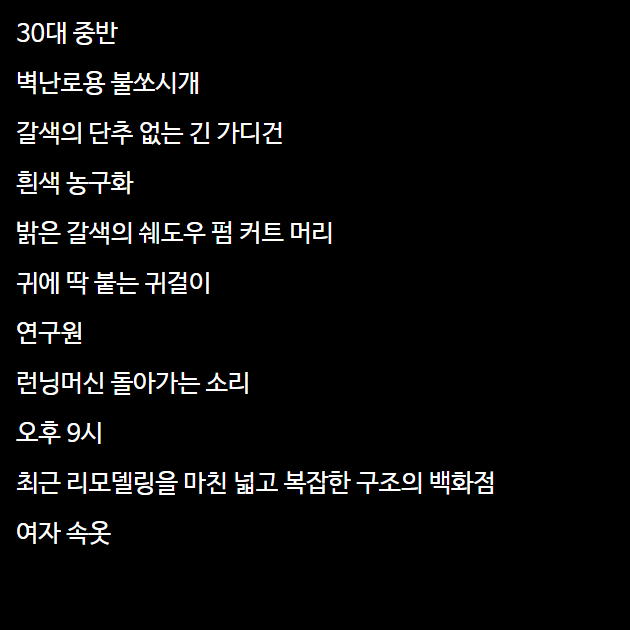 30대 중반
벽난로용 불쏘시개
갈색의 단추 없는 긴 가디건
흰색 농구화
밝은 갈색의 쉐도우 펌 커트 머리
귀에 딱 붙는 귀걸이
연구원
런닝머신 돌아가는 소리
오후 9시
최근 리모델링을 마친 넓고 복잡한 구조의 백화점
여자 속옷